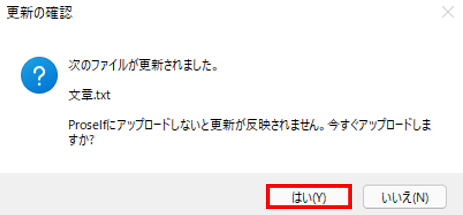 更新の確認
次のファイルが更新されました。
文章.txt
Proselfにアップロードしないと更新が反映されません。今すぐアップロードしま
すか?
はい(Y)
いいえ(N)